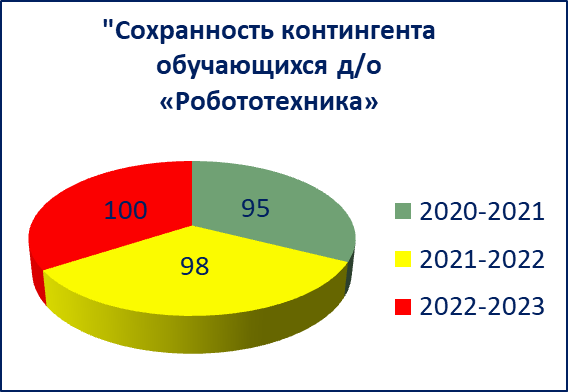 "Сохранность контингента
обучающихся д/о
«Робототехника»
100
95
98
2020-2021
2021-2022
2022-2023